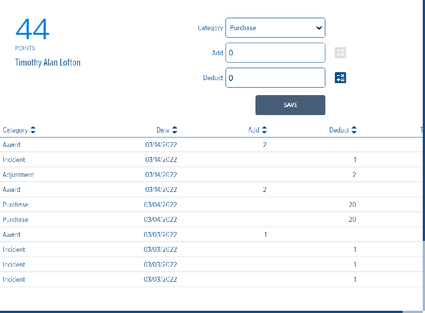 44
POINTS
Timothy Alan Lofton
Category Purchase
Add 0
Deduct 0
SAVE
Category Date Add Deduct T
Award 03/14/2022 2
Incident 03/14/2022 1
Adjustment 03/14/2022 2
Award 03/14/2022 2
Purchase 03/04/2022 20
Purchase 03/04/2022 20
Award 03/03/2022 1
Incident 03/03/2022 1
Incident 03/03/2022 1
Incident 03/03/2022 1